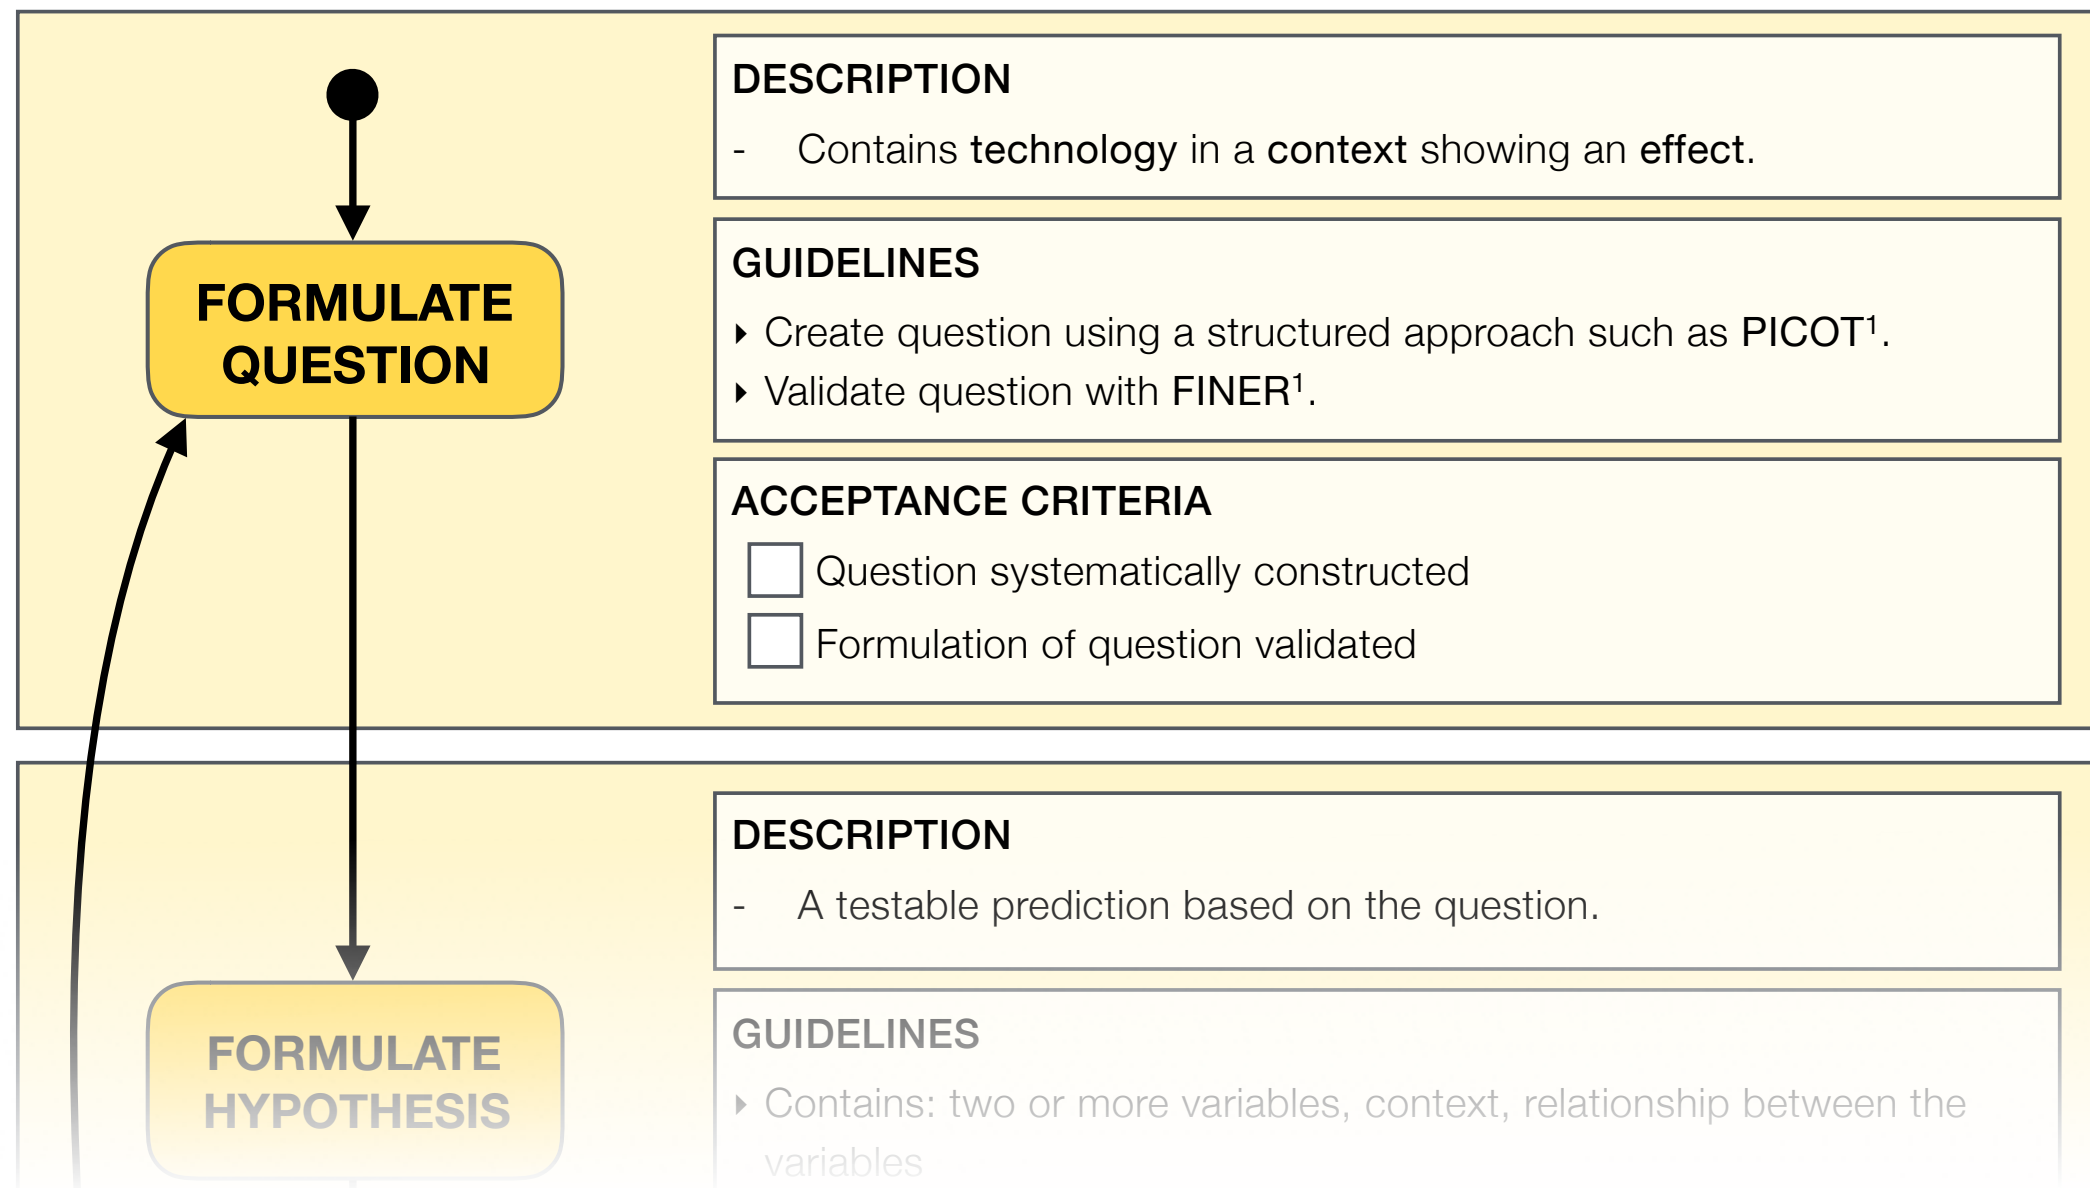 DESCRIPTION
- Contains technology in a context showing an effect.
FORMULATE
QUESTION
GUIDELINES
‣ Create question using a structured approach such as PICOT¹.
‣ Validate question with FINER¹.
ACCEPTANCE CRITERIA
Question systematically constructed
Formulation of question validated
DESCRIPTION
- A testable prediction based on the question.
FORMULATE
HYPOTHESIS
GUIDELINES
‣ Contains: two or more variables, context, relationship between the
variables